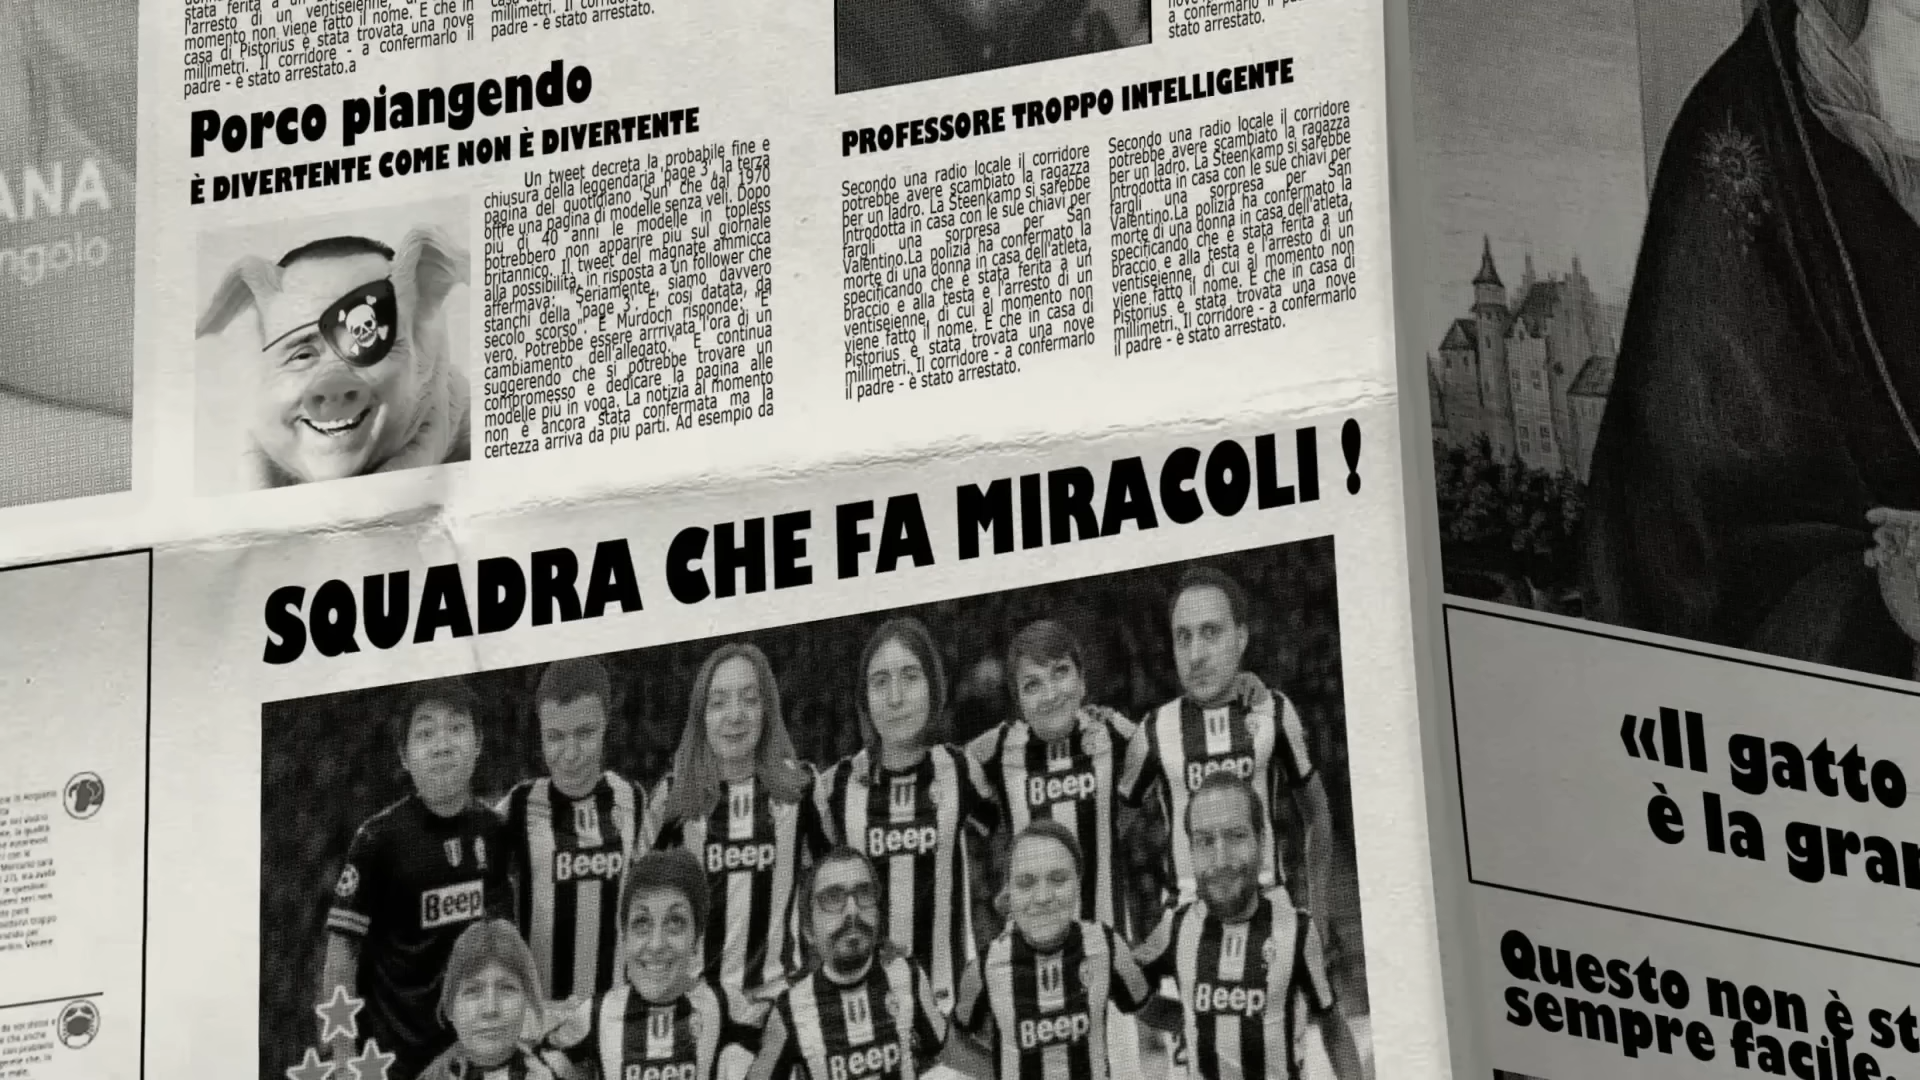 ANA
ngolo
momento non viene fatto il nome. E che in
casa di Pistorius è stata trovata una nove
millimetri. Il corridore - a confermarlo il
padre - è stato arrestato.a
padre - è stato arrestato.
stato arrestato.
Porco piangendo
È DIVERTENTE COME NON È DIVERTENTE
Un tweet decreta la probabile fine e
chiusura della leggendaria 'page 3', la terza
pagina del quotidiano 'Sun' che dal 1970
offre una pagina di modelle senza veli. Dopo
più di 40 anni le modelle in topless
potrebbero non apparire più sul giornale
britannico. Il tweet del magnate ammicca
alla possibilità, in risposta a un follower che
affermava: "Seriamente, siamo davvero
stanchi della 'page 3'. E' così datata, da
secolo scorso". E Murdoch risponde: "E'
vero. Potrebbe essere arrrivata l'ora di un
cambiamento dell'allegato." E continua
suggerendo che si potrebbe trovare un
compromesso e dedicare la pagina alle
modelle più in voga. La notizia al momento
non è ancora stata confermata ma la
certezza arriva da più parti. Ad esempio da
PROFESSORE TROPPO INTELLIGENTE
Secondo una radio locale il corridore
potrebbe avere scambiato la ragazza
per un ladro. La Steenkamp si sarebbe
introdotta in casa con le sue chiavi per
fargli una sorpresa per San
Valentino.La polizia ha confermato la
morte di una donna in casa dell'atleta,
specificando che è stata ferita a un
braccio e alla testa e l'arresto di un
ventiseienne, di cui al momento non
viene fatto il nome. E che in casa di
Pistorius è stata trovata una nove
millimetri. Il corridore - a confermarlo
il padre - è stato arrestato.
Secondo una radio locale il corridore
potrebbe avere scambiato la ragazza
per un ladro. La Steenkamp si sarebbe
introdotta in casa con le sue chiavi per
fargli una sorpresa per San
Valentino.La polizia ha confermato la
morte di una donna in casa dell'atleta,
specificando che è stata ferita a un
braccio e alla testa e l'arresto di un
ventiseienne, di cui al momento non
viene fatto il nome. E che in casa di
Pistorius è stata trovata una nove
millimetri. Il corridore - a confermarlo
il padre - è stato arrestato.
SQUADRA CHE FA MIRACOLI !
Beep
Beep
Beep
Beep
Beep
Beep
Beep
Beep
Beep
Beep
Beep
«Il gatto
è la gran
Questo non è st
sempre facile.